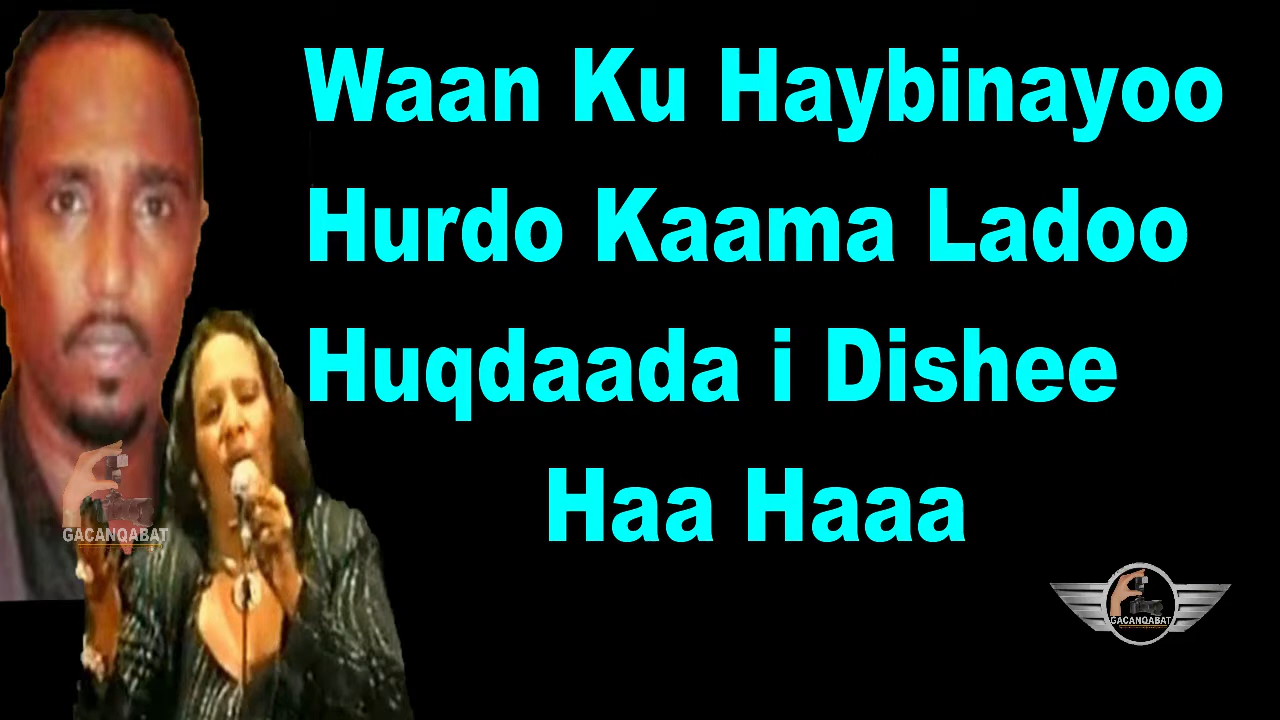 Waan Ku Haybinayoo
Hurdo Kaama Ladoo
Huqdaada i Dishee
Haa Haaa
GACANQABAT
GACANQABAT